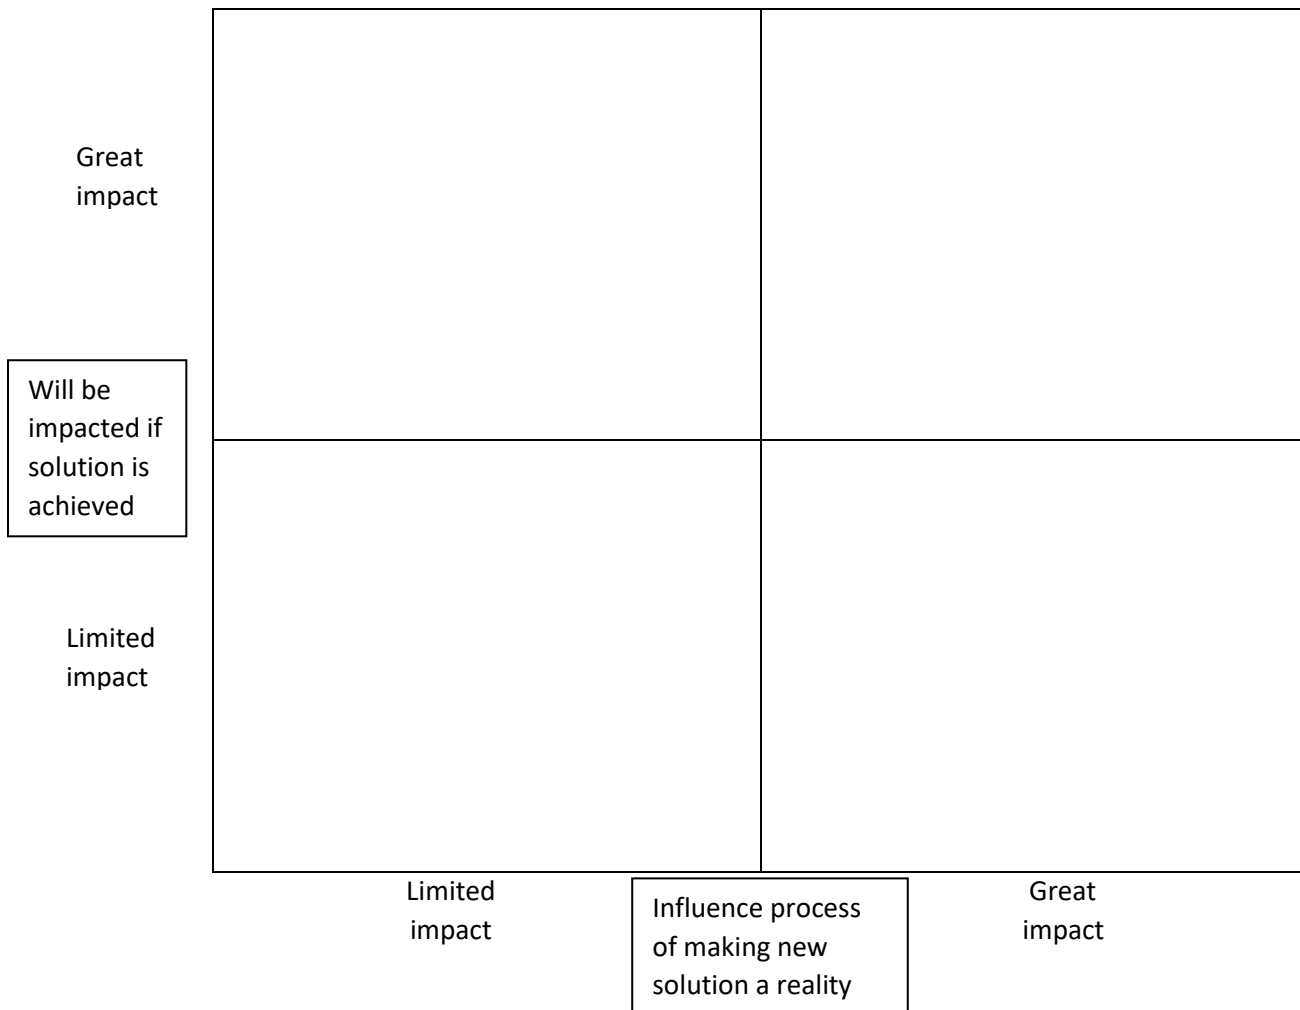 Great
impact
Will be
impacted if
solution is
achieved
Limited
impact
Limited
impact
Influence process
of making new
solution a reality
Great
impact